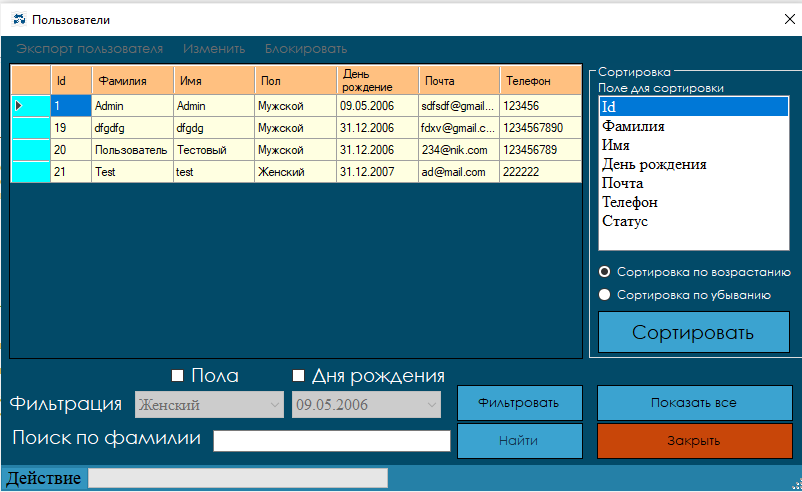 Пользователи
Экспорт пользователя Изменить Блокировать
Id Фамилия Имя Пол День рождение Почта Телефон
1 Admin Admin Мужской 09.05.2006 sdfsdf@gmail... 123456
19 dfgdfg dfgdg Мужской 31.12.2006 fdxv@gmail.c... 1234567890
20 Пользователь Тестовый Мужской 31.12.2006 234@nik.com 123456789
21 Test test Женский 31.12.2007 ad@mail.com 222222
Сортировка
Поле для сортировки
Id
Фамилия
Имя
День рождения
Почта
Телефон
Статус
Сортировка по возрастанию
Сортировка по убыванию
Сортировать
Пола Дня рождения
Фильтрация Женский 09.05.2006 Фильтровать Показать все
Поиск по фамилии Найти Закрыть
Действие